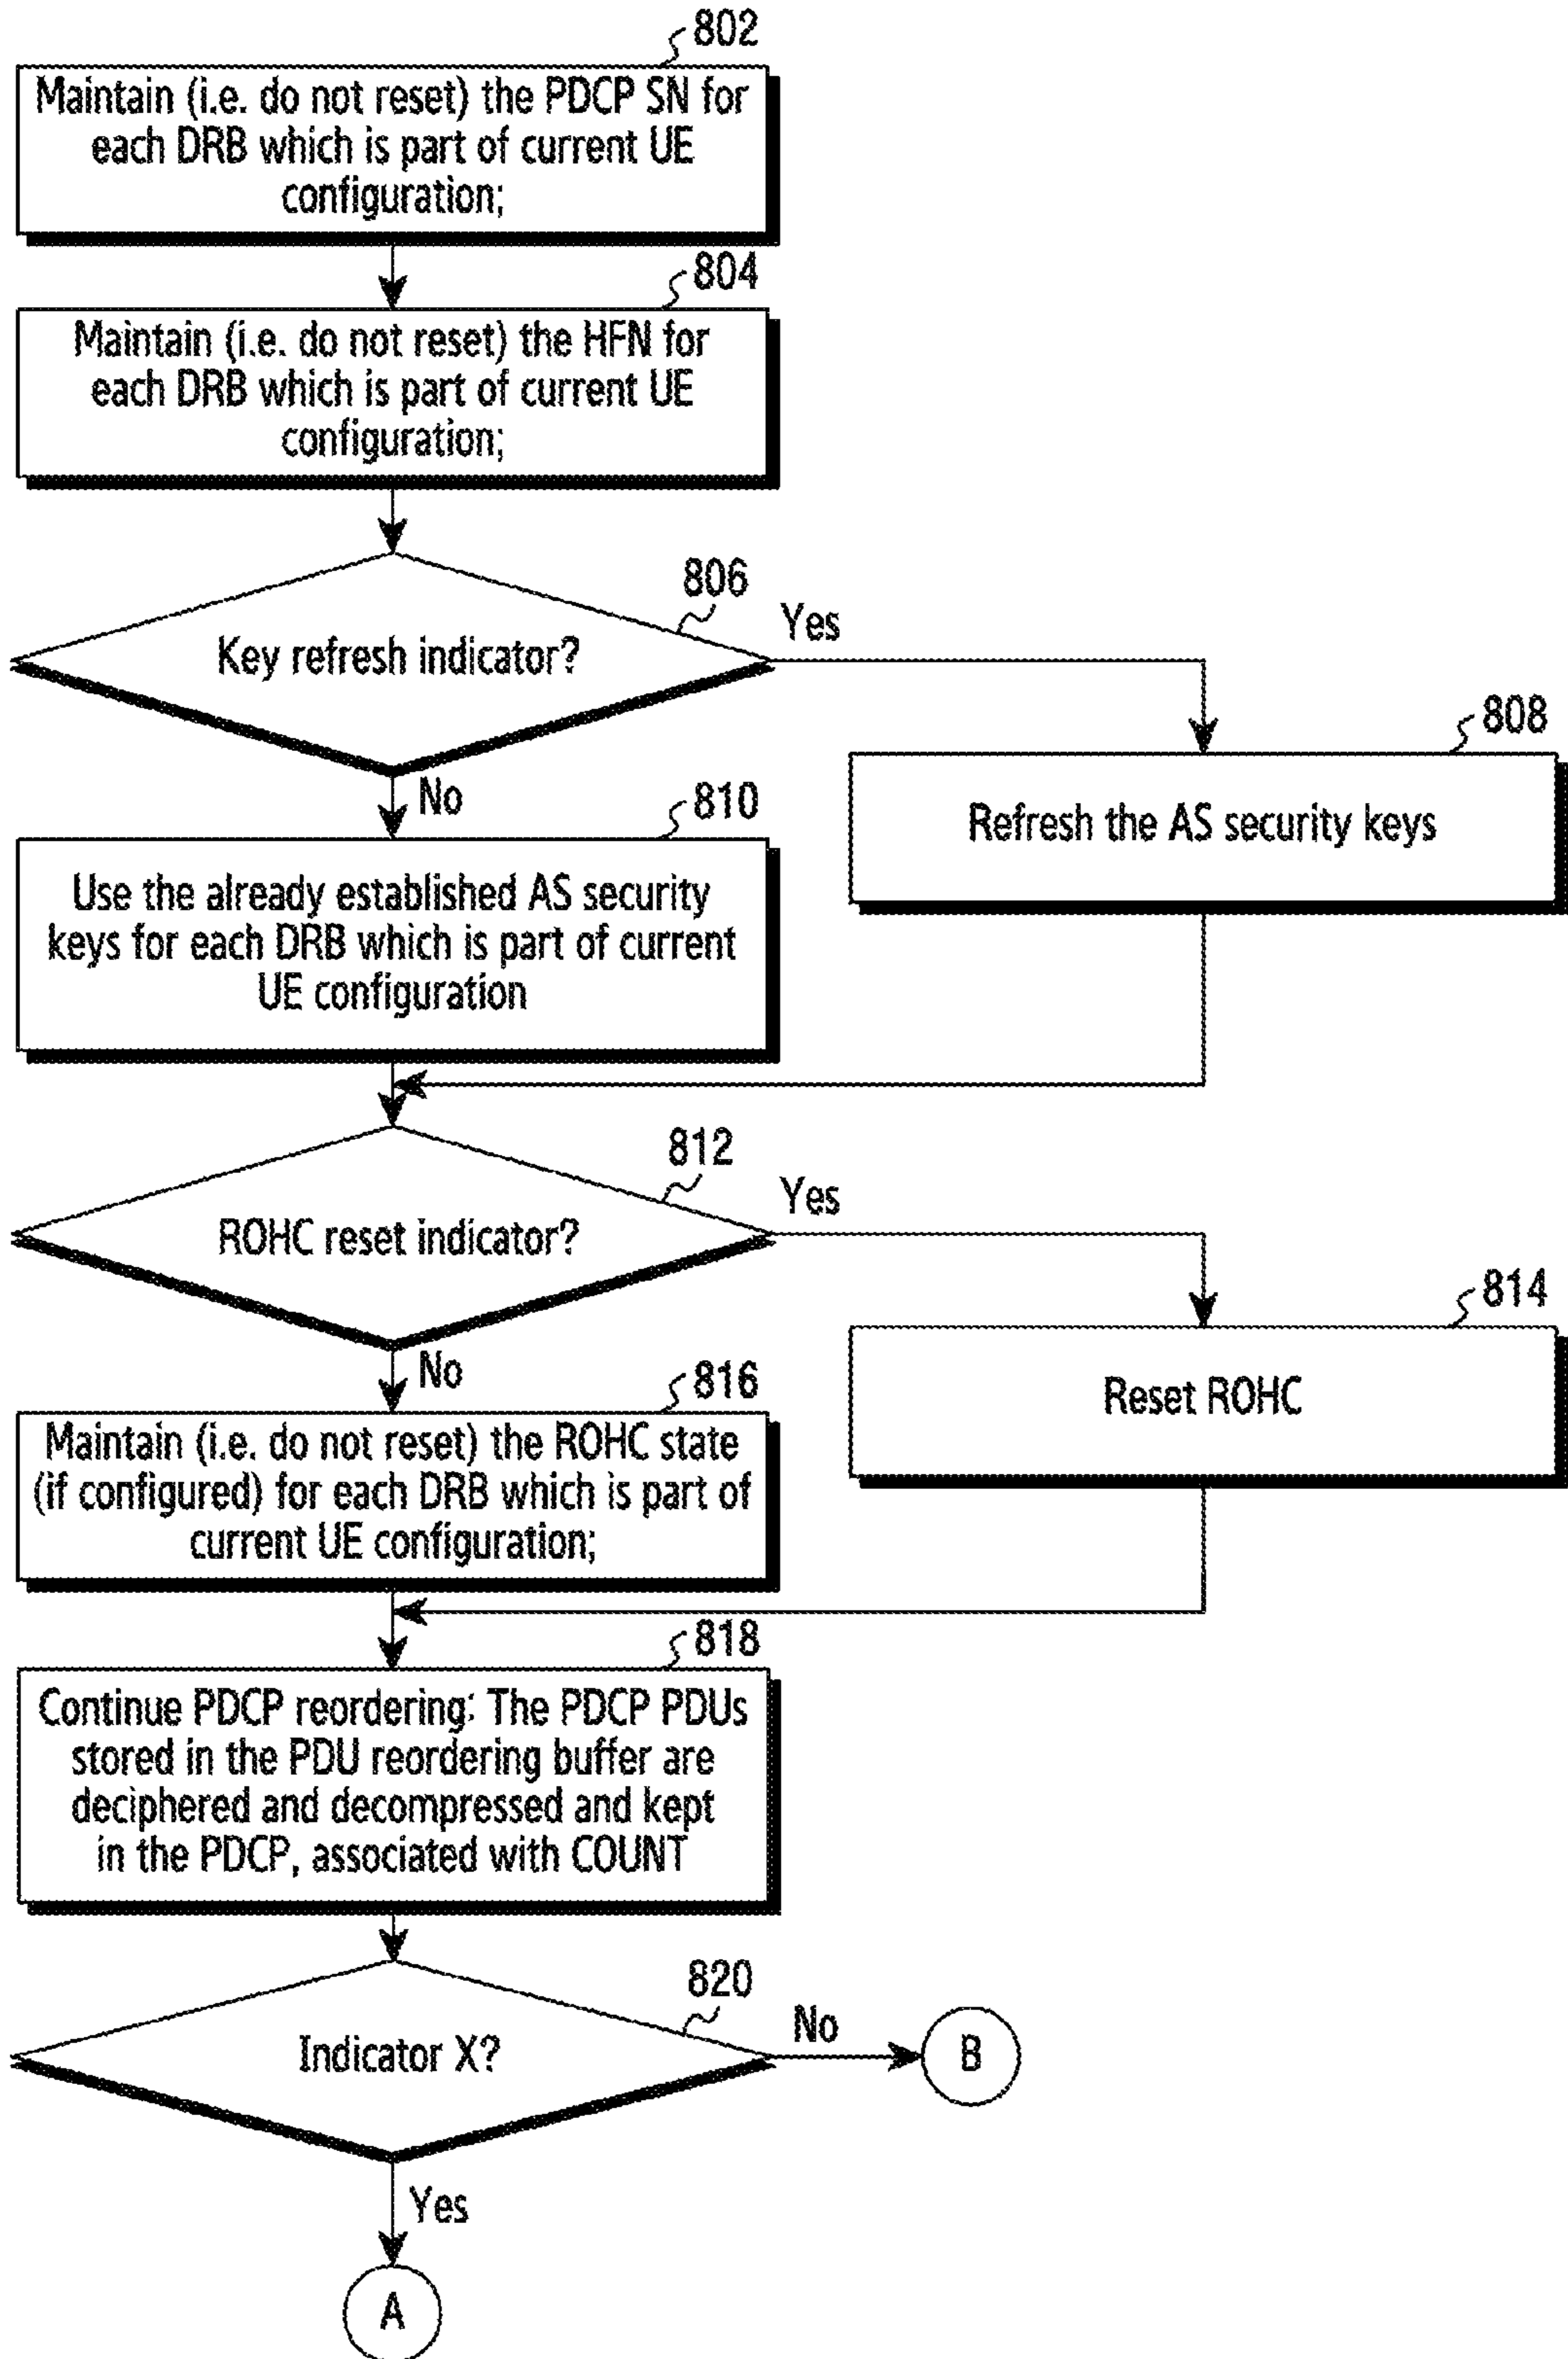 802
Maintain (i.e. do not reset) the PDCP SN for
each DRB which is part of current UE
configuration;
804
Maintain (i.e. do not reset) the HFN for
each DRB which is part of current UE
configuration;
806
Key refresh indicator?
Yes
808
Refresh the AS security keys
No
810
Use the already established AS security
keys for each DRB which is part of current
UE configuration
812
ROHC reset indicator?
Yes
814
Reset ROHC
No
816
Maintain (i.e. do not reset) the ROHC state
(if configured) for each DRB which is part of
current UE configuration;
818
Continue PDCP reordering: The PDCP PDUs
stored in the PDU reordering buffer are
deciphered and decompressed and kept
in the PDCP, associated with COUNT
820
Indicator X?
No
B
Yes
A